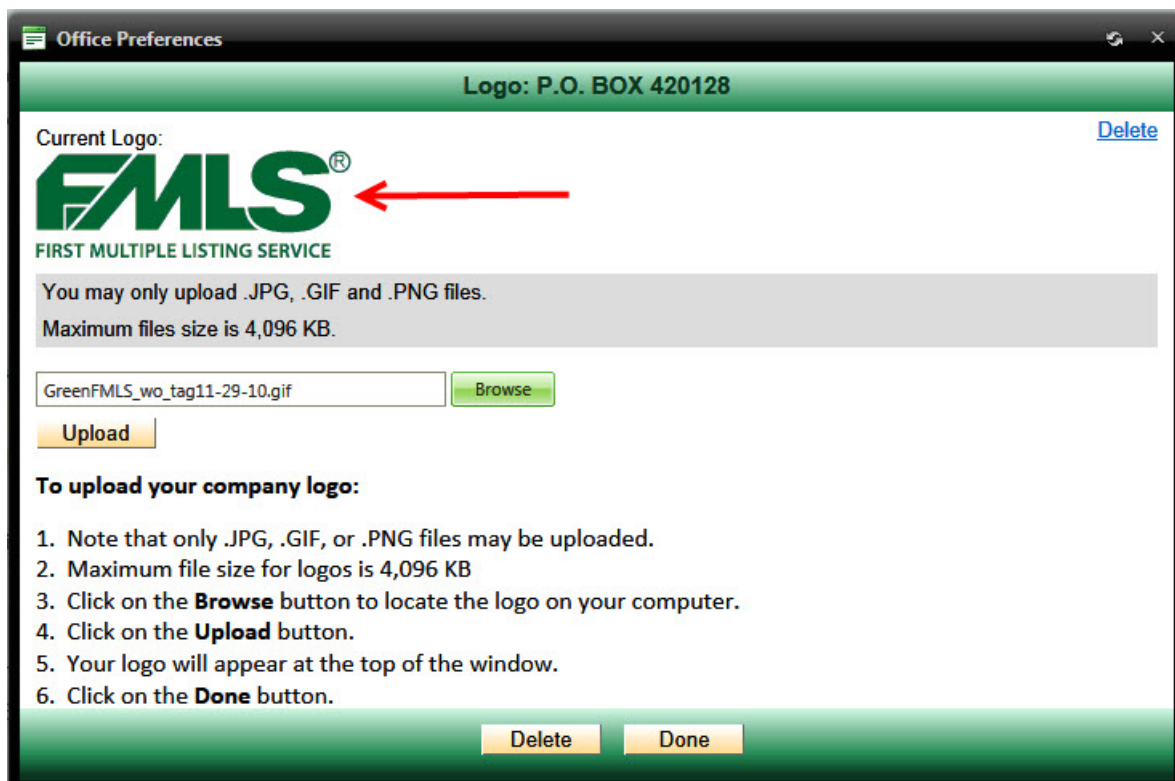 Office Preferences
Logo: P.O. BOX 420128
Delete
Current Logo:
FMLS®
FIRST MULTIPLE LISTING SERVICE
You may only upload .JPG, .GIF and .PNG files.
Maximum files size is 4,096 KB.
GreenFMLS_wo_tag11-29-10.gif
Browse
Upload
To upload your company logo:
1. Note that only .JPG, .GIF, or .PNG files may be uploaded.
2. Maximum file size for logos is 4,096 KB
3. Click on the Browse button to locate the logo on your computer.
4. Click on the Upload button.
5. Your logo will appear at the top of the window.
6. Click on the Done button.
Delete
Done